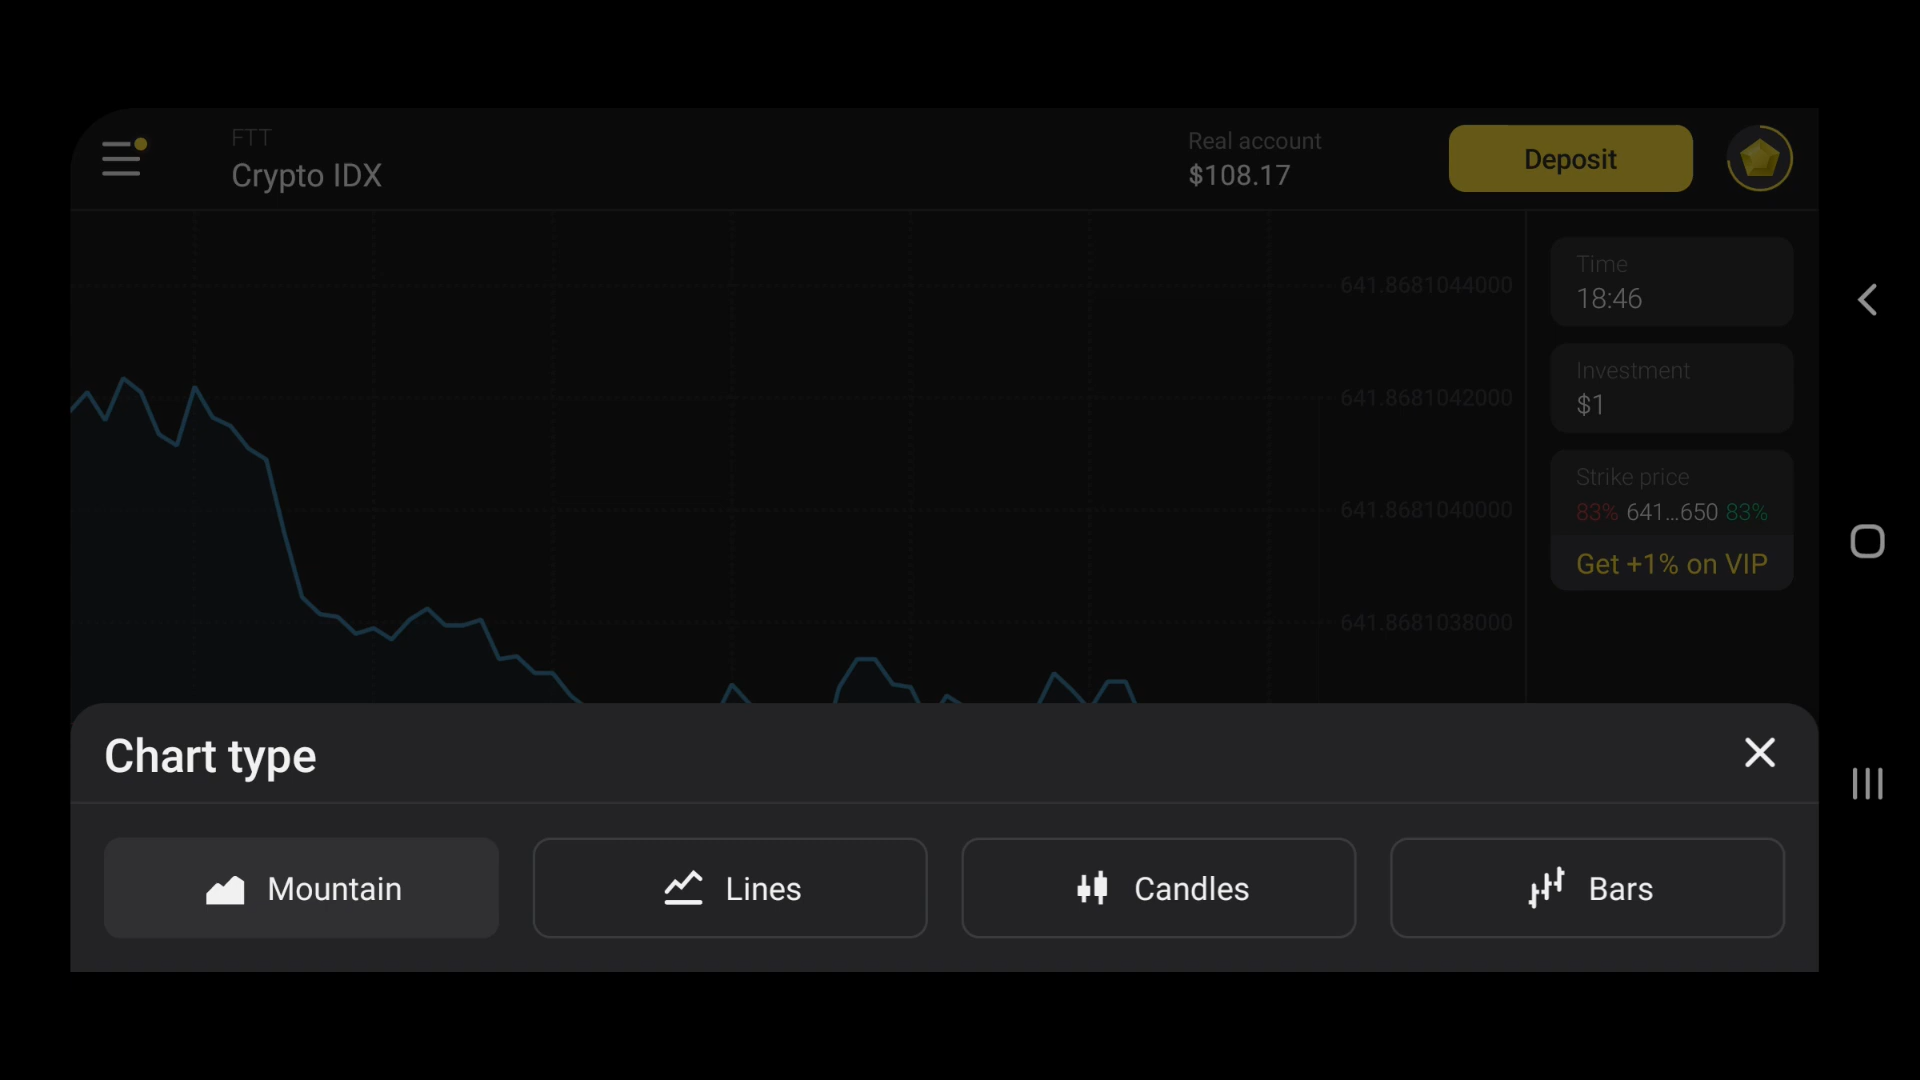 FTT
Crypto IDX
Real account
$108.17
Deposit
641.8681044000
641.8681042000
641.8681040000
641.8681038000
Time
18:46
Investment
$1
Strike price
83% 641...650 83%
Get +1% on VIP
Chart type
Mountain
Lines
Candles
Bars